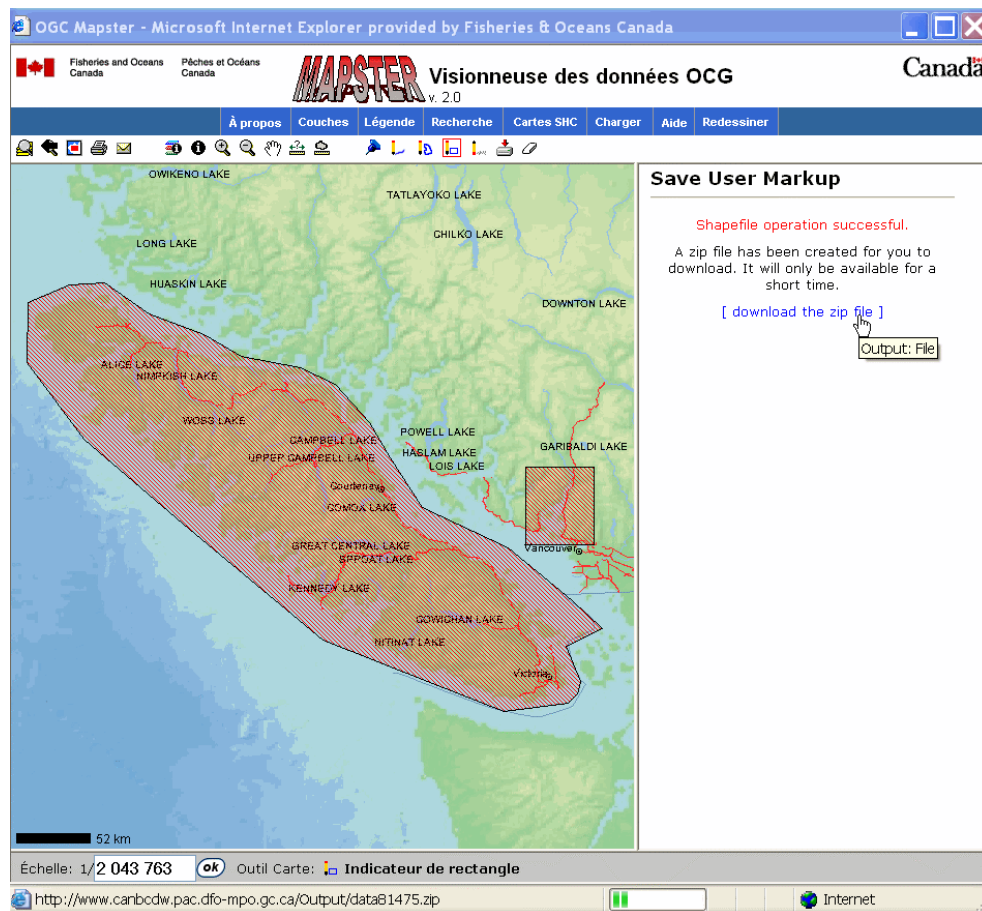 OGC Mapster - Microsoft Internet Explorer provided by Fisheries & Oceans Canada
Fisheries and Oceans Canada
Pêches et Océans Canada
MAPSTER
v. 2.0
Visionneuse des données OCG
Canada
À propos Couches Légende Recherche Cartes SHC Charger Aide Redessiner
OWIKENO LAKE
TATLAYOKO LAKE
LONG LAKE
CHILKO LAKE
HUASKIN LAKE
DOWNTON LAKE
ALICE LAKE
NIMPKISH LAKE
WOSS LAKE
CAMPBELL LAKE
POWELL LAKE
UPPER CAMPBELL LAKE
HASLAM LAKE
GARIBALDI LAKE
LOIS LAKE
Courtenay
COMOX LAKE
GREAT CENTRAL LAKE
Vancouver
SPROAT LAKE
KENNEDY LAKE
COWICHAN LAKE
NITINAT LAKE
Victoria
52 km
Save User Markup
Shapefile operation successful.
A zip file has been created for you to
download. It will only be available for a
short time.
[ download the zip file ]
Output: File
Échelle: 1/2 043 763 ok Outil Carte: Indicateur de rectangle
http://www.canbcdw.pac.dfo-mpo.gc.ca/Output/data81475.zip
Internet